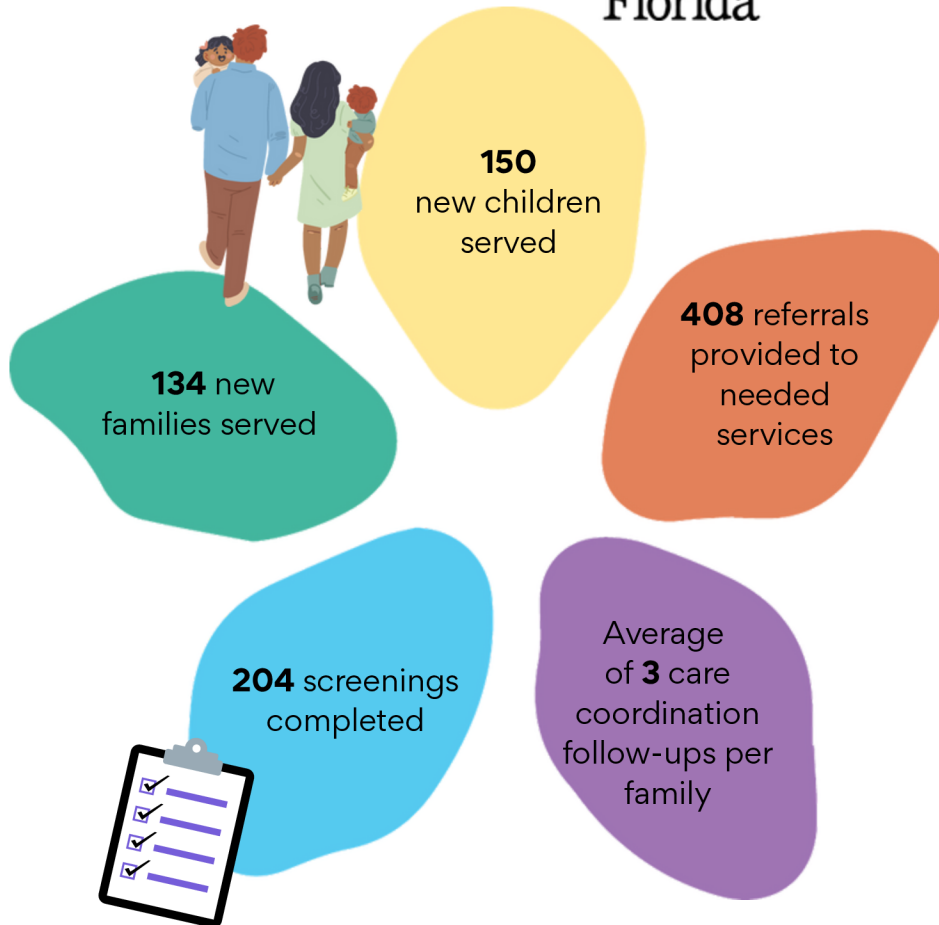 Florida
150
new children
served
408 referrals
provided to
needed
services
134 new
families served
204 screenings
completed
Average
of 3 care
coordination
follow-ups per
family